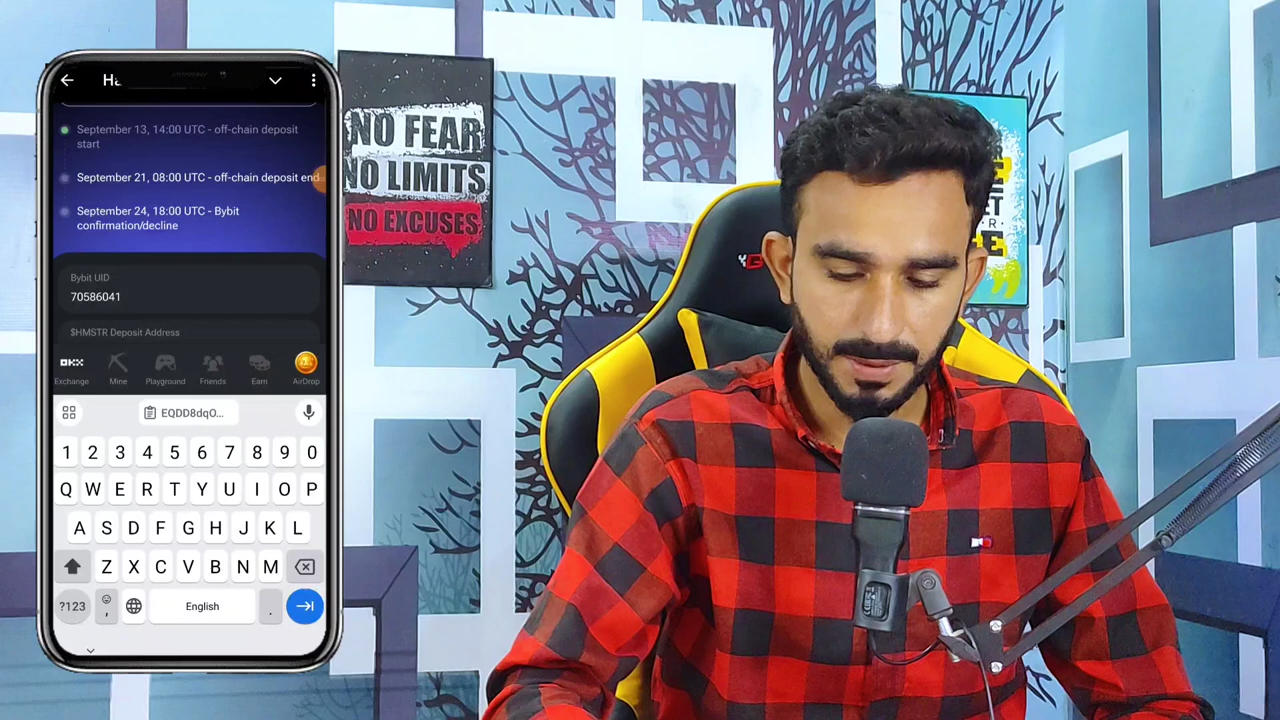 September 13, 14:00 UTC - off-chain deposit
start
September 21, 08:00 UTC - off-chain deposit end
September 24, 18:00 UTC - Bybit
confirmation/decline
Bybit UID
70586041
$HMSTR Deposit Address
Exchange Mine Playground Friends Earn AirDrop
EQDD8dqO...
1 2 3 4 5 6 7 8 9 0
Q W E R T Y U I O P
A S D F G H J K L
Z X C V B N M
?123 , English .
NO FEAR
NO LIMITS
NO EXCUSES